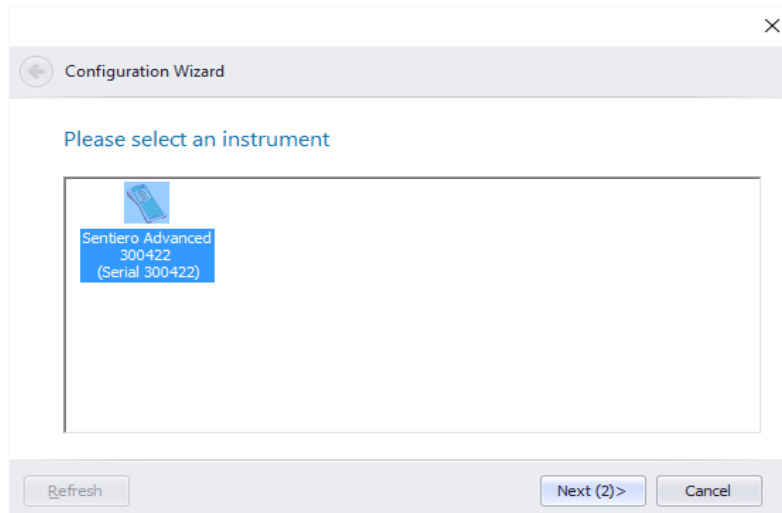 Configuration Wizard
Please select an instrument
Sentiero Advanced
300422
(Serial 300422)
Refresh
Next (2)>
Cancel